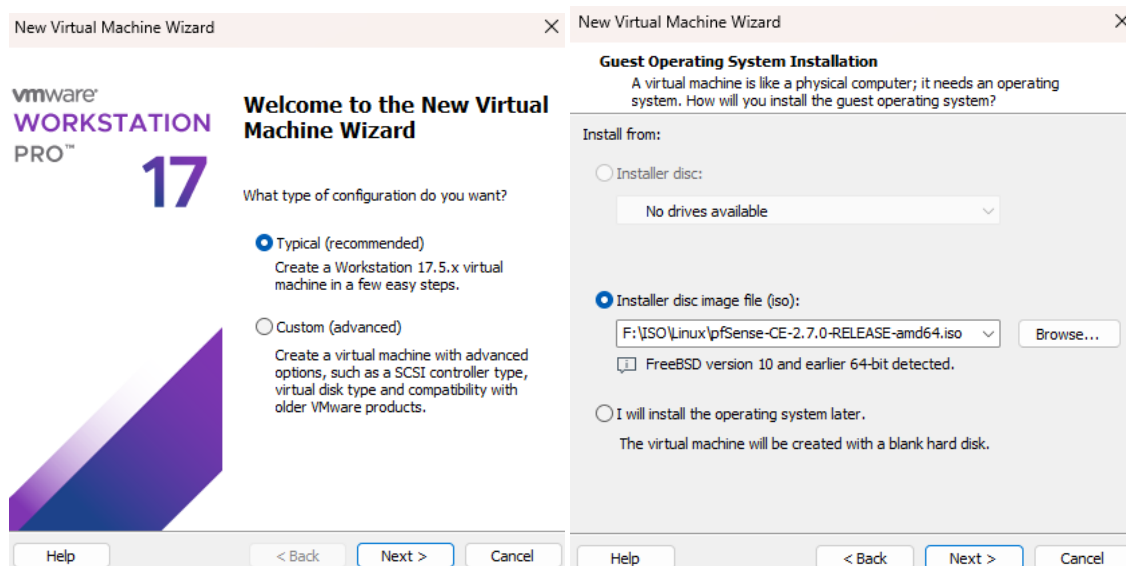 New Virtual Machine Wizard
vmware
WORKSTATION
PRO™
17
Welcome to the New Virtual
Machine Wizard
What type of configuration do you want?
Typical (recommended)
Create a Workstation 17.5.x virtual
machine in a few easy steps.
Custom (advanced)
Create a virtual machine with advanced
options, such as a SCSI controller type,
virtual disk type and compatibility with
older VMware products.
Help
< Back
Next >
Cancel
New Virtual Machine Wizard
Guest Operating System Installation
A virtual machine is like a physical computer; it needs an operating
system. How will you install the guest operating system?
Install from:
Installer disc:
No drives available
Installer disc image file (iso):
F:\ISO\Linux\pfSense-CE-2.7.0-RELEASE-amd64.iso
Browse...
FreeBSD version 10 and earlier 64-bit detected.
I will install the operating system later.
The virtual machine will be created with a blank hard disk.
Help
< Back
Next >
Cancel